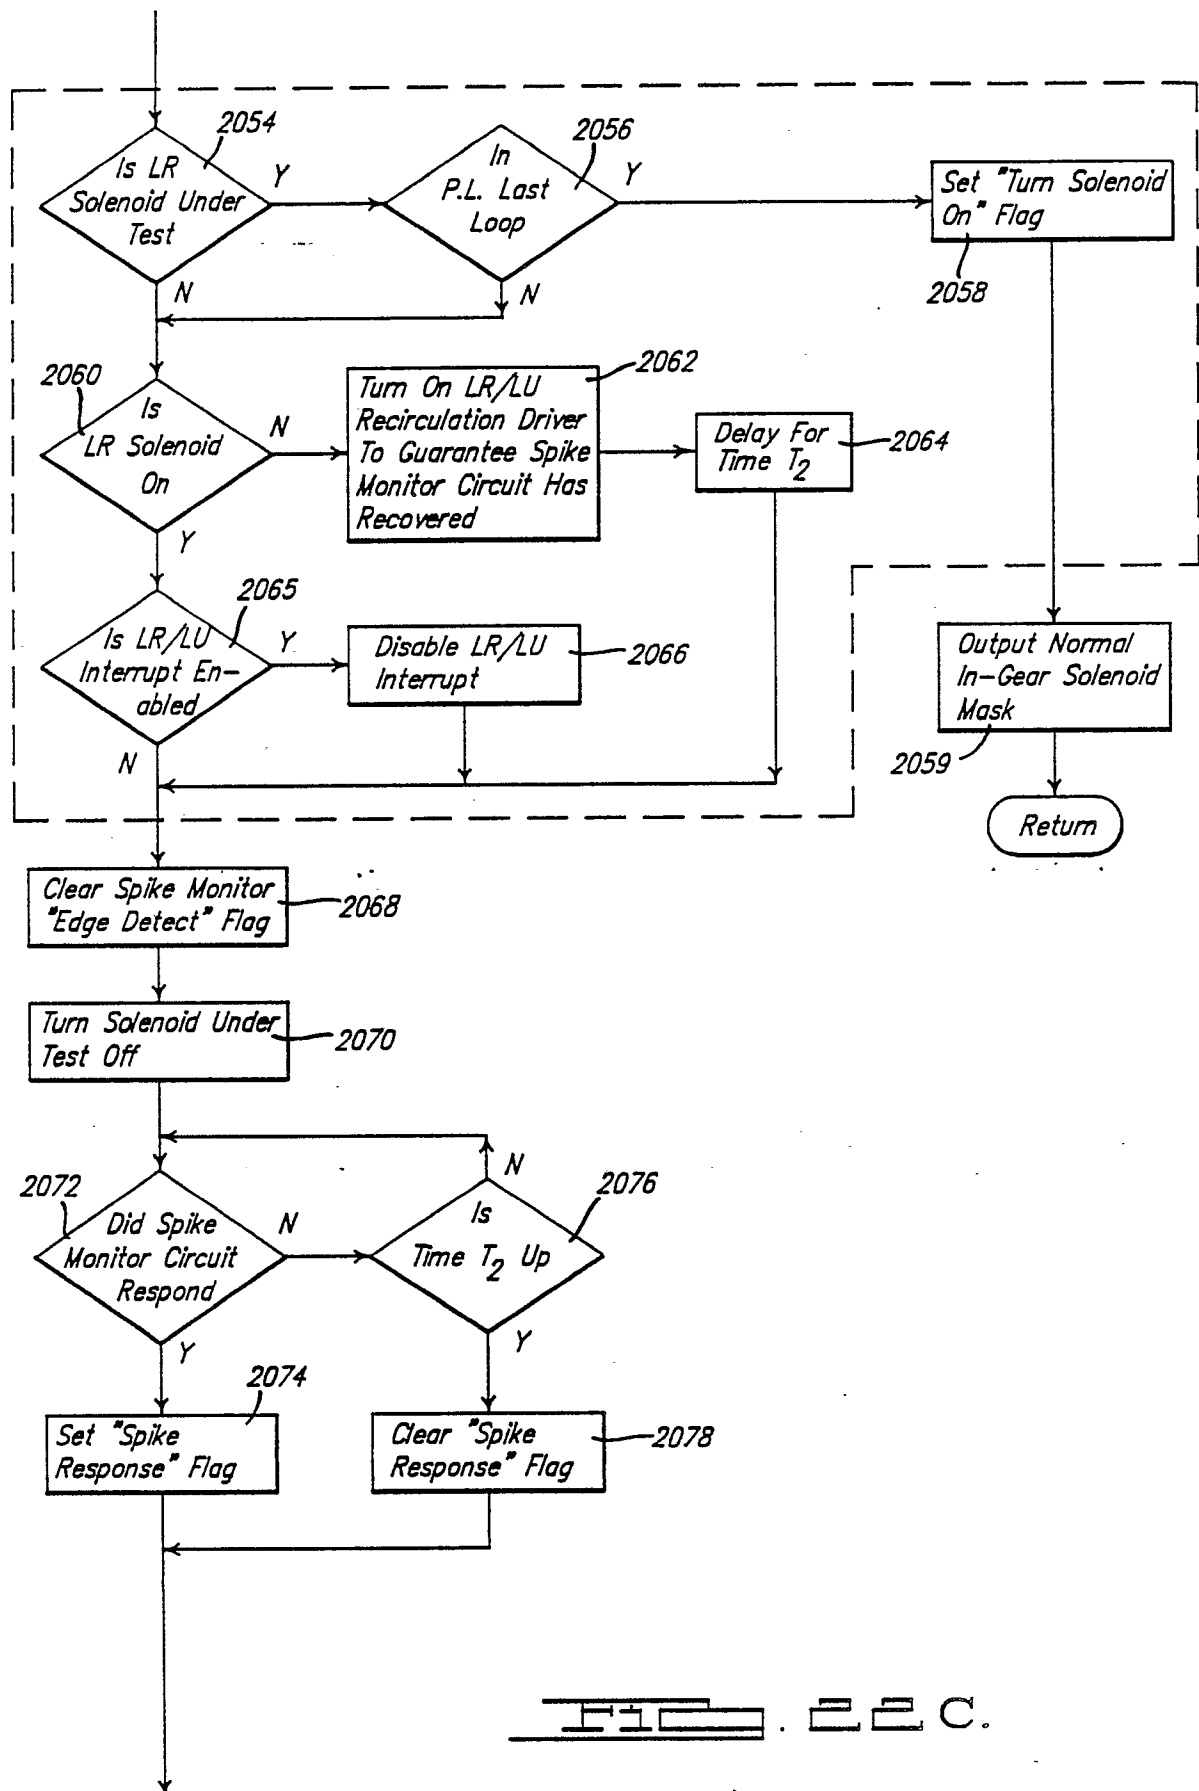 2054
Is LR
Solenoid Under
Test
Y
N
2056
In
P.L. Last
Loop
Y
N
Set "Turn Solenoid
On" Flag
2058
2060
Is
LR Solenoid
On
N
Y
Turn On LR/LU
Recirculation Driver
To Guarantee Spike
Monitor Circuit Has
Recovered
2062
Delay For
Time T2
2064
2065
Is LR/LU
Interrupt En-
abled
Y
N
Disable LR/LU
Interrupt
2066
Output Normal
In-Gear Solenoid
Mask
2059
Return
Clear Spike Monitor
"Edge Detect" Flag
2068
Turn Solenoid Under
Test Off
2070
2072
Did Spike
Monitor Circuit
Respond
N
Y
2076
Is
Time T2 Up
N
Y
2074
Set "Spike
Response" Flag
Clear "Spike
Response" Flag
2078
FIG. 22C.